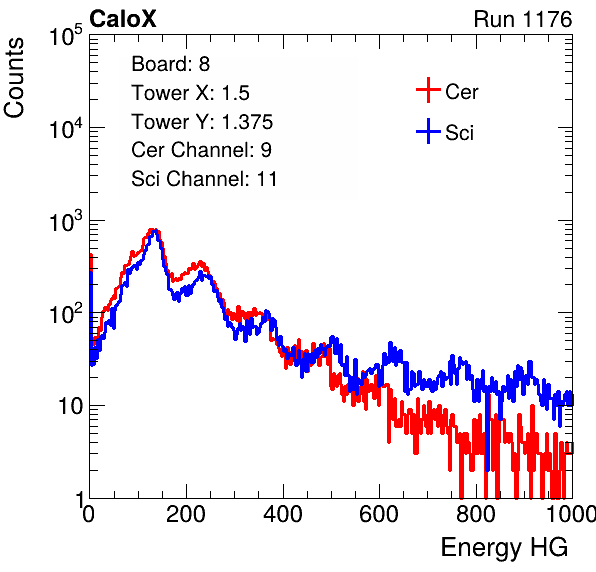 CaloX Run 1176
Counts
10^5
10^4
10^3
10^2
10
1
Board: 8
Tower X: 1.5
Tower Y: 1.375
Cer Channel: 9
Sci Channel: 11
Cer
Sci
0 200 400 600 800 1000
Energy HG